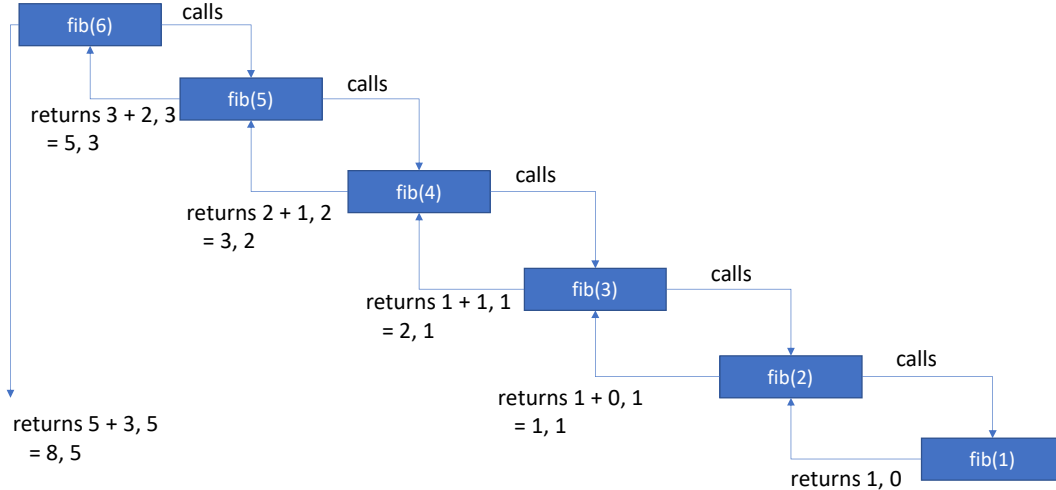 fib(6)
calls
fib(5)
calls
returns 3 + 2, 3
= 5, 3
fib(4)
calls
returns 2 + 1, 2
= 3, 2
fib(3)
calls
returns 1 + 1, 1
= 2, 1
fib(2)
calls
returns 1 + 0, 1
= 1, 1
returns 5 + 3, 5
= 8, 5
fib(1)
returns 1, 0